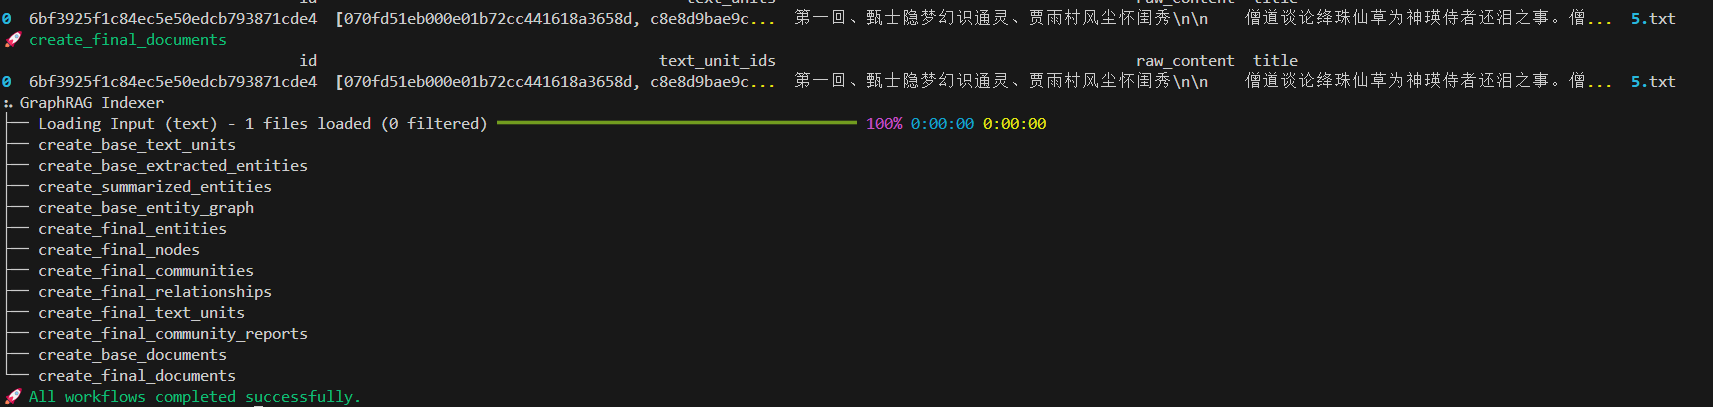 id text_units raw_content title
0 6bf3925f1c84ec5e50edcb793871cde4 [070fd51eb000e01b72cc441618a3658d, c8e8d9bae9c... 第一回、甄士隐梦幻识通灵、贾雨村风尘怀闺秀\n\n 僧道谈论绛珠仙草为神瑛侍者还泪之事。僧... 5.txt
🚀 create_final_documents
id text_unit_ids raw_content title
0 6bf3925f1c84ec5e50edcb793871cde4 [070fd51eb000e01b72cc441618a3658d, c8e8d9bae9c... 第一回、甄士隐梦幻识通灵、贾雨村风尘怀闺秀\n\n 僧道谈论绛珠仙草为神瑛侍者还泪之事。僧... 5.txt
GraphRAG Indexer
├── Loading Input (text) - 1 files loaded (0 filtered) 100% 0:00:00 0:00:00
├── create_base_text_units
├── create_base_extracted_entities
├── create_summarized_entities
├── create_base_entity_graph
├── create_final_entities
├── create_final_nodes
├── create_final_communities
├── create_final_relationships
├── create_final_text_units
├── create_final_community_reports
├── create_base_documents
└── create_final_documents
🚀 All workflows completed successfully.